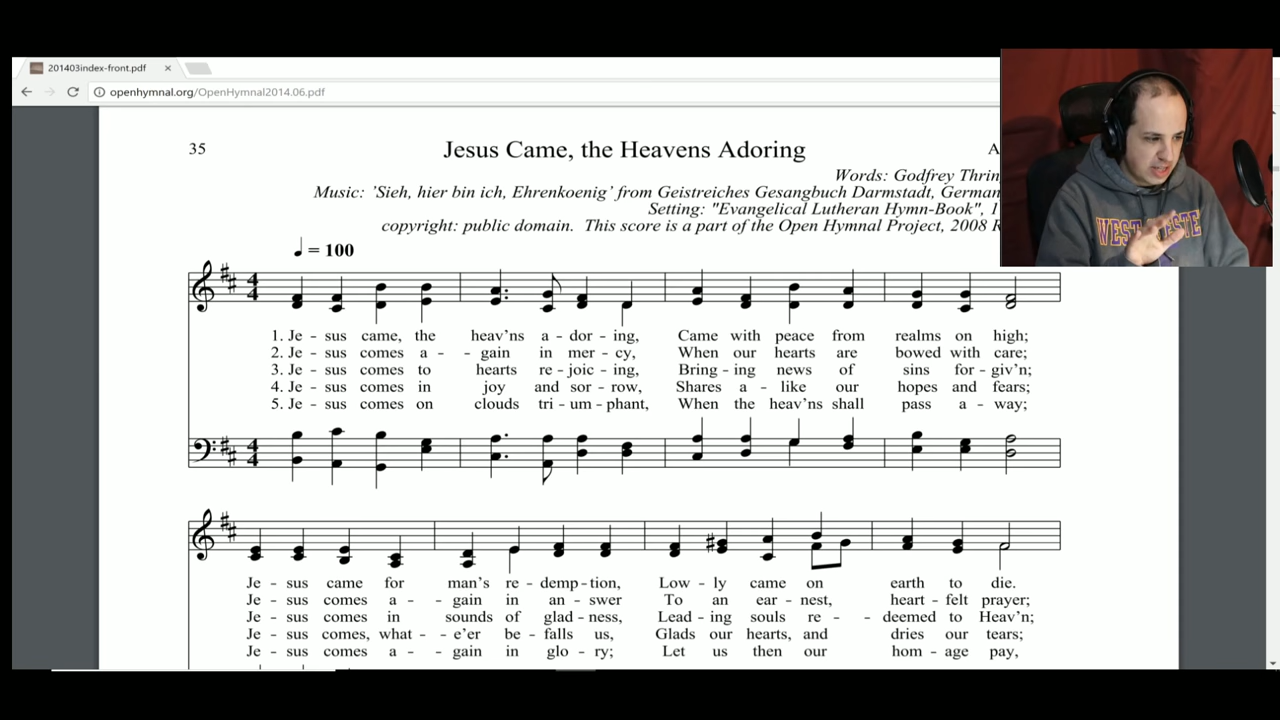 201403index-front.pdf
openhymnal.org/OpenHymnal2014.06.pdf
35
Jesus Came, the Heavens Adoring
Words: Godfrey
Music: 'Sieh, hier bin ich, Ehrenkoenig' from Geistreiches Gesangbuch Darmstadt,
Setting: "Evangelical Lutheran Hymn-Book",
copyright: public domain. This score is a part of the Open Hymnal Project, 2008
= 100
4
4
1. Je - sus came, the heav'ns a - dor - ing, Came with peace from realms on high;
2. Je - sus comes a - - gain in mer - cy, When our hearts are bowed with care;
3. Je - sus comes to hearts re - joic - ing, Bring - ing news of sins for - giv'n;
4. Je - sus comes in joy and sor - row, Shares a - like our hopes and fears;
5. Je - sus comes on clouds tri - um - phant, When the heav'ns shall pass a - way;
4
4
Je - sus came for man's re - demp - tion, Low - ly came on earth to die.
Je - sus comes a - - gain in an - swer To an ear - nest, heart - felt prayer;
Je - sus comes in sounds of glad - ness, Lead - ing souls re - - deemed to Heav'n;
Je - sus comes, what - - e'er be - falls us, Glads our hearts, and dries our tears;
Je - sus comes a - - gain in glo - ry; Let us then our hom - age pay,